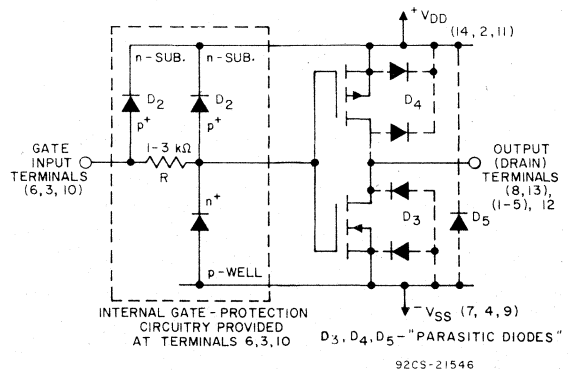 +VDD
(14, 2, 11)
n-SUB.
n-SUB.
D2
p+
D2
p+
D4
GATE
INPUT
TERMINALS
(6, 3, 10)
1-3 kΩ
R
OUTPUT
(DRAIN)
TERMINALS
(8, 13),
(1-5), 12
n+
D3
D5
p-WELL
-VSS (7, 4, 9)
INTERNAL GATE-PROTECTION
CIRCUITRY PROVIDED
AT TERMINALS 6,3,10
D3, D4, D5-"PARASITIC DIODES"
92CS-21546